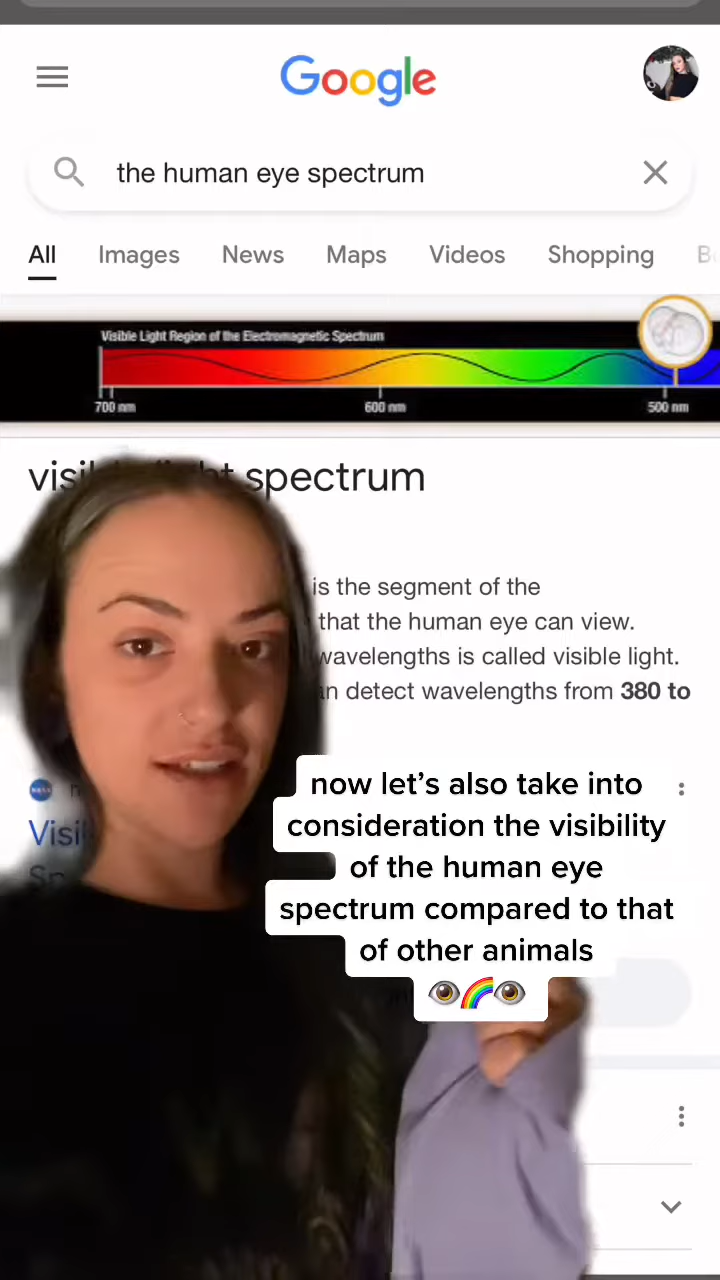 Google
the human eye spectrum
All Images News Maps Videos Shopping
Visible Light Region of the Electromagnetic Spectrum
700 nm 600 nm 500 nm
visible light spectrum
is the segment of the
that the human eye can view.
wavelengths is called visible light.
detect wavelengths from 380 to
now let’s also take into
consideration the visibility
of the human eye
spectrum compared to that
of other animals
👁️🌈👁️